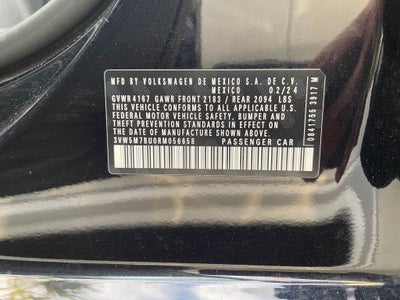 MFD BY VOLKSWAGEN DE MEXICO S.A. DE C.V.
MEXICO 02/24
GVWR 4167 GAWR FRONT 2183 / REAR 2094 LBS
THIS VEHICLE CONFORMS TO ALL APPLICABLE U.S.
FEDERAL MOTOR VEHICLE SAFETY, BUMPER AND
THEFT PREVENTION STANDARDS IN EFFECT ON
THE DATE OF MANUFACTURE SHOWN ABOVE.
3VW5M7BU0RM056658 PASSENGER CAR
0841766 3917 M